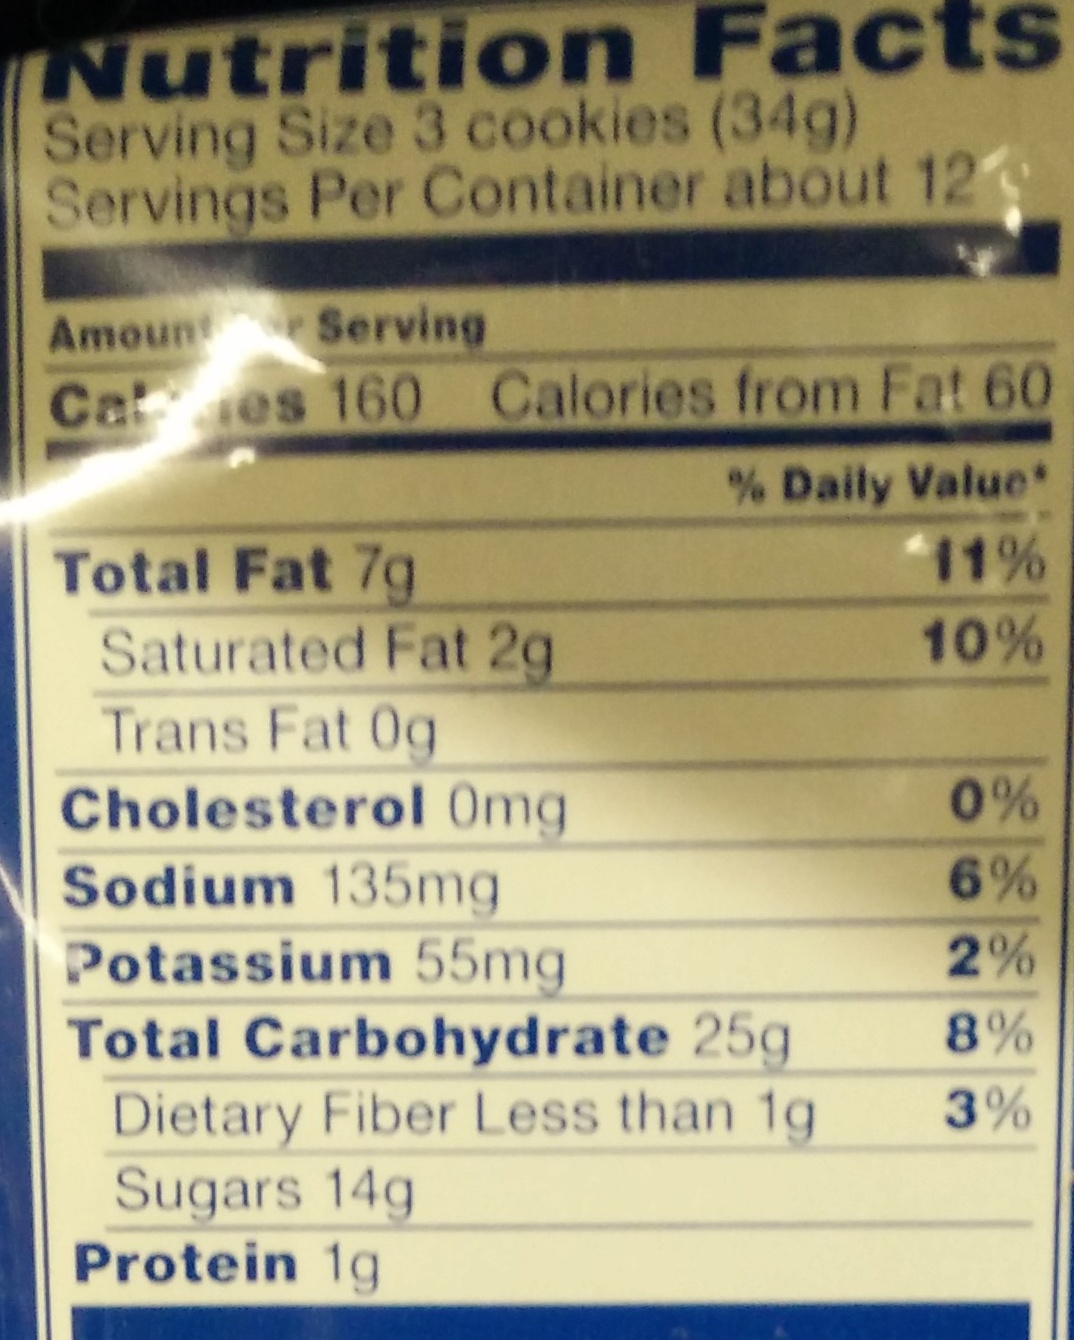 Nutrition Facts
Serving Size 3 cookies (34g)
Servings Per Container about 12
Amount Serving
Calories 160 Calories from Fat 60
% Daily Value*
Total Fat 7g 11%
Saturated Fat 2g 10%
Trans Fat 0g
Cholesterol 0mg 0%
Sodium 135mg 6%
Potassium 55mg 2%
Total Carbohydrate 25g 8%
Dietary Fiber Less than 1g 3%
Sugars 14g
Protein 1g